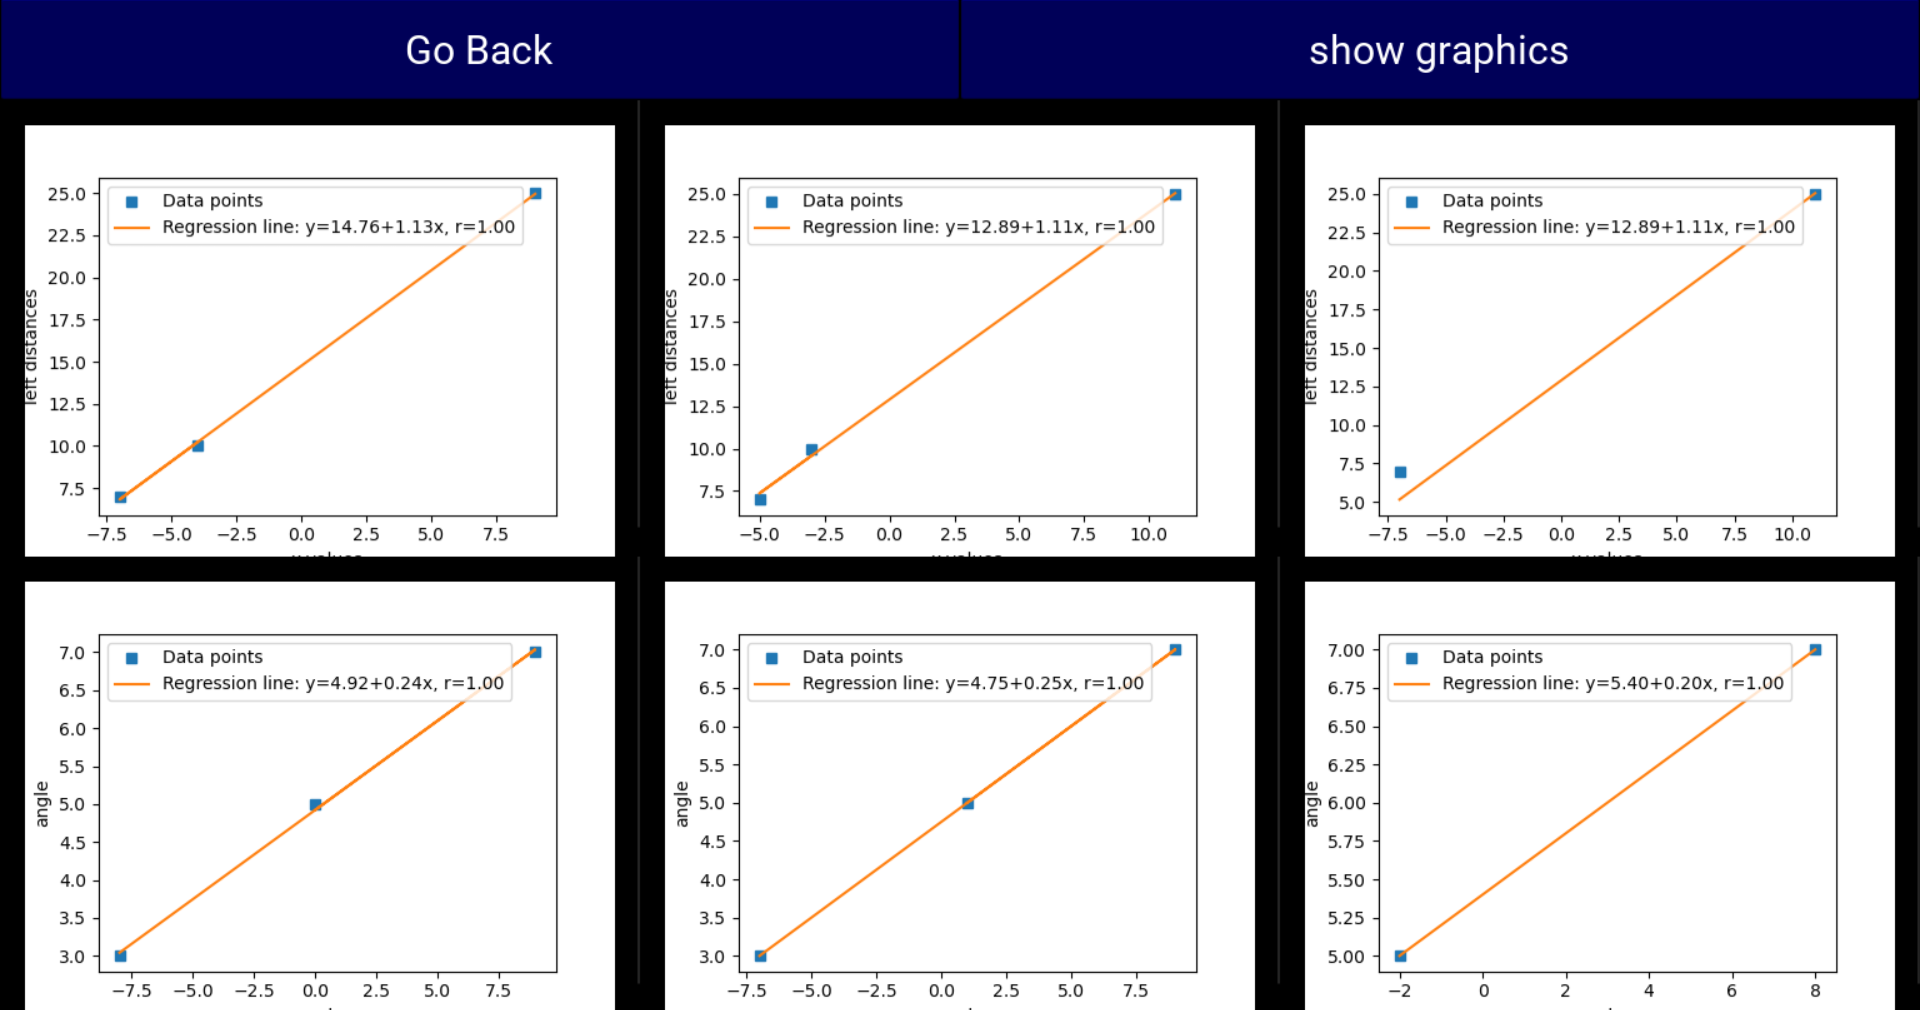 Go Back
show graphics
Data points
Regression line: y=14.76+1.13x, r=1.00
25.0
22.5
20.0
17.5
15.0
12.5
10.0
7.5
left distances
−7.5 −5.0 −2.5 0.0 2.5 5.0 7.5
Data points
Regression line: y=12.89+1.11x, r=1.00
25.0
22.5
20.0
17.5
15.0
12.5
10.0
7.5
left distances
−5.0 −2.5 0.0 2.5 5.0 7.5 10.0
Data points
Regression line: y=12.89+1.11x, r=1.00
25.0
22.5
20.0
17.5
15.0
12.5
10.0
7.5
5.0
left distances
−7.5 −5.0 −2.5 0.0 2.5 5.0 7.5 10.0
Data points
Regression line: y=4.92+0.24x, r=1.00
7.0
6.5
6.0
5.5
5.0
4.5
4.0
3.5
3.0
angle
−7.5 −5.0 −2.5 0.0 2.5 5.0 7.5
Data points
Regression line: y=4.75+0.25x, r=1.00
7.0
6.5
6.0
5.5
5.0
4.5
4.0
3.5
3.0
angle
−7.5 −5.0 −2.5 0.0 2.5 5.0 7.5
Data points
Regression line: y=5.40+0.20x, r=1.00
7.00
6.75
6.50
6.25
6.00
5.75
5.50
5.25
5.00
angle
−2 0 2 4 6 8